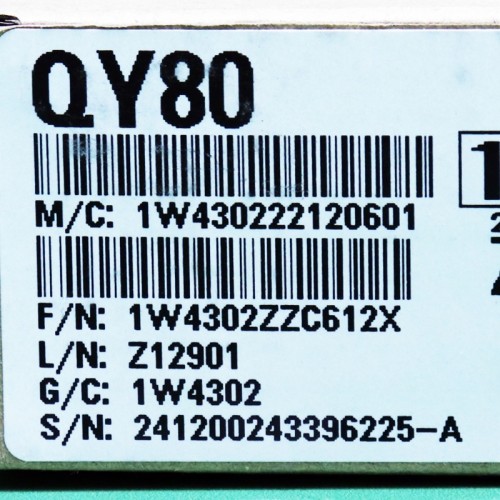 QY80
M/C: 1W430222120601
F/N: 1W4302ZZC612X
L/N: Z12901
G/C: 1W4302
S/N: 241200243396225-A